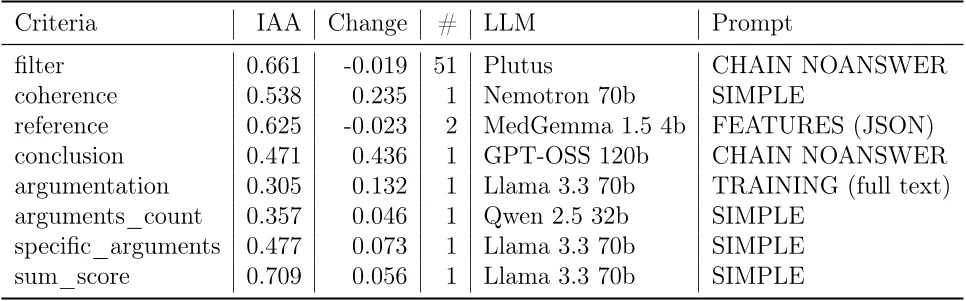 Criteria IAA Change # LLM Prompt
filter 0.661 -0.019 51 Plutus CHAIN NOANSWER
coherence 0.538 0.235 1 Nemotron 70b SIMPLE
reference 0.625 -0.023 2 MedGemma 1.5 4b FEATURES (JSON)
conclusion 0.471 0.436 1 GPT-OSS 120b CHAIN NOANSWER
argumentation 0.305 0.132 1 Llama 3.3 70b TRAINING (full text)
arguments_count 0.357 0.046 1 Qwen 2.5 32b SIMPLE
specific_arguments 0.477 0.073 1 Llama 3.3 70b SIMPLE
sum_score 0.709 0.056 1 Llama 3.3 70b SIMPLE